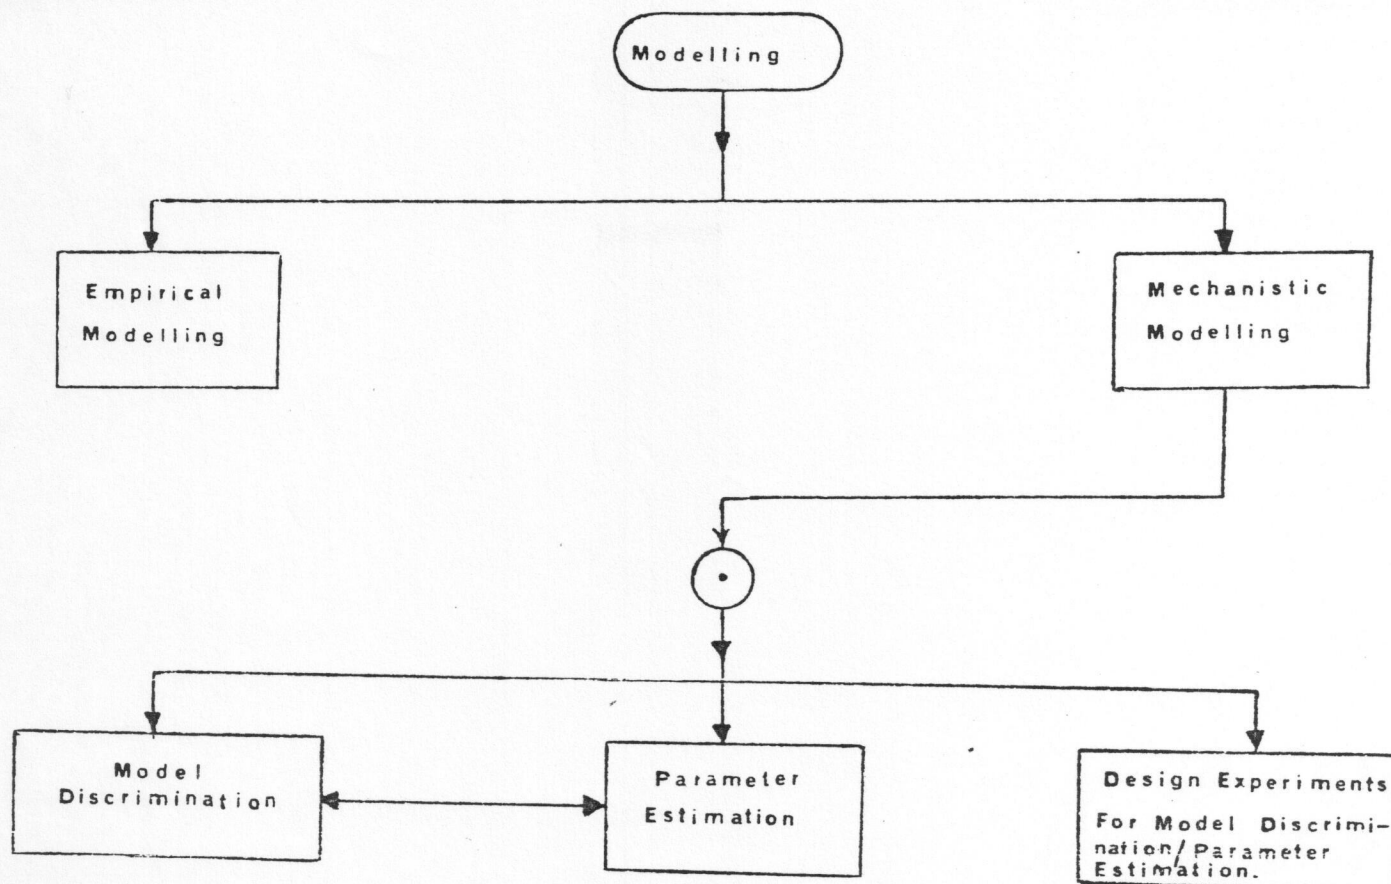 Modelling
Empirical
Modelling
Mechanistic
Modelling
Model
Discrimination
Parameter
Estimation
Design Experiments
For Model Discrimi-
nation/Parameter
Estimation.